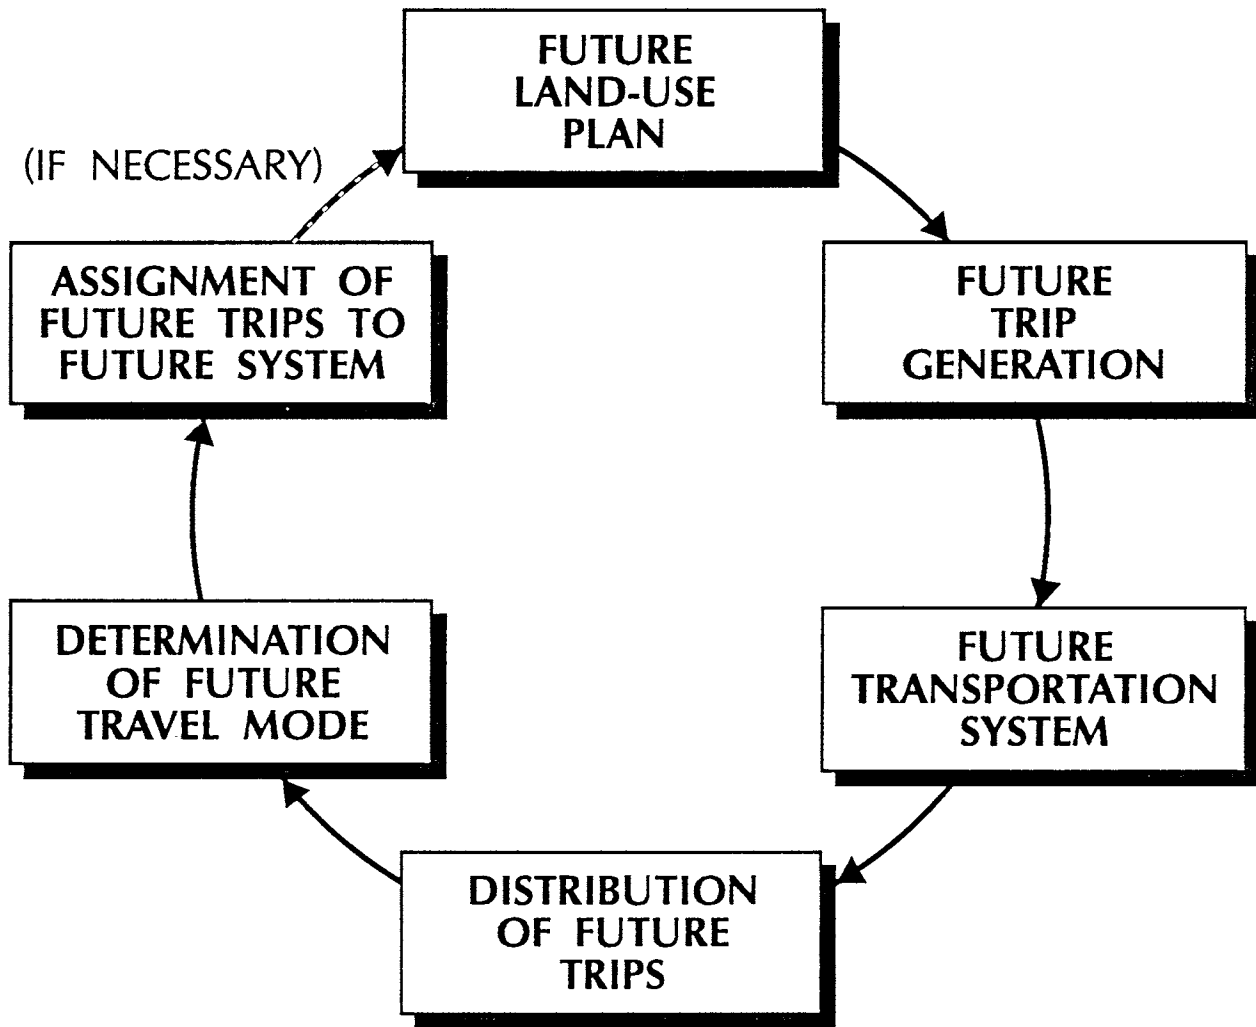 FUTURE
LAND-USE
PLAN
(IF NECESSARY)
ASSIGNMENT OF
FUTURE TRIPS TO
FUTURE SYSTEM
FUTURE
TRIP
GENERATION
DETERMINATION
OF FUTURE
TRAVEL MODE
FUTURE
TRANSPORTATION
SYSTEM
DISTRIBUTION
OF FUTURE
TRIPS